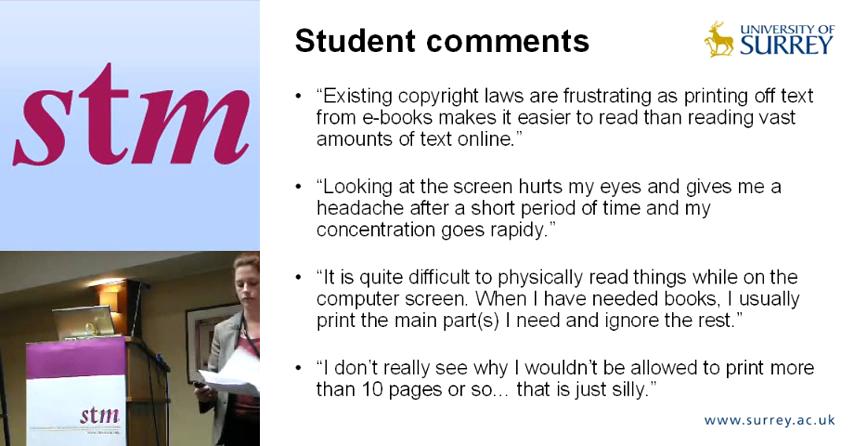 stm
Student comments
UNIVERSITY OF
SURREY
• “Existing copyright laws are frustrating as printing off text
from e-books makes it easier to read than reading vast
amounts of text online.”
• “Looking at the screen hurts my eyes and gives me a
headache after a short period of time and my
concentration goes rapidy.”
• “It is quite difficult to physically read things while on the
computer screen. When I have needed books, I usually
print the main part(s) I need and ignore the rest.”
• “I don’t really see why I wouldn’t be allowed to print more
than 10 pages or so... that is just silly.”
stm
www.surrey.ac.uk